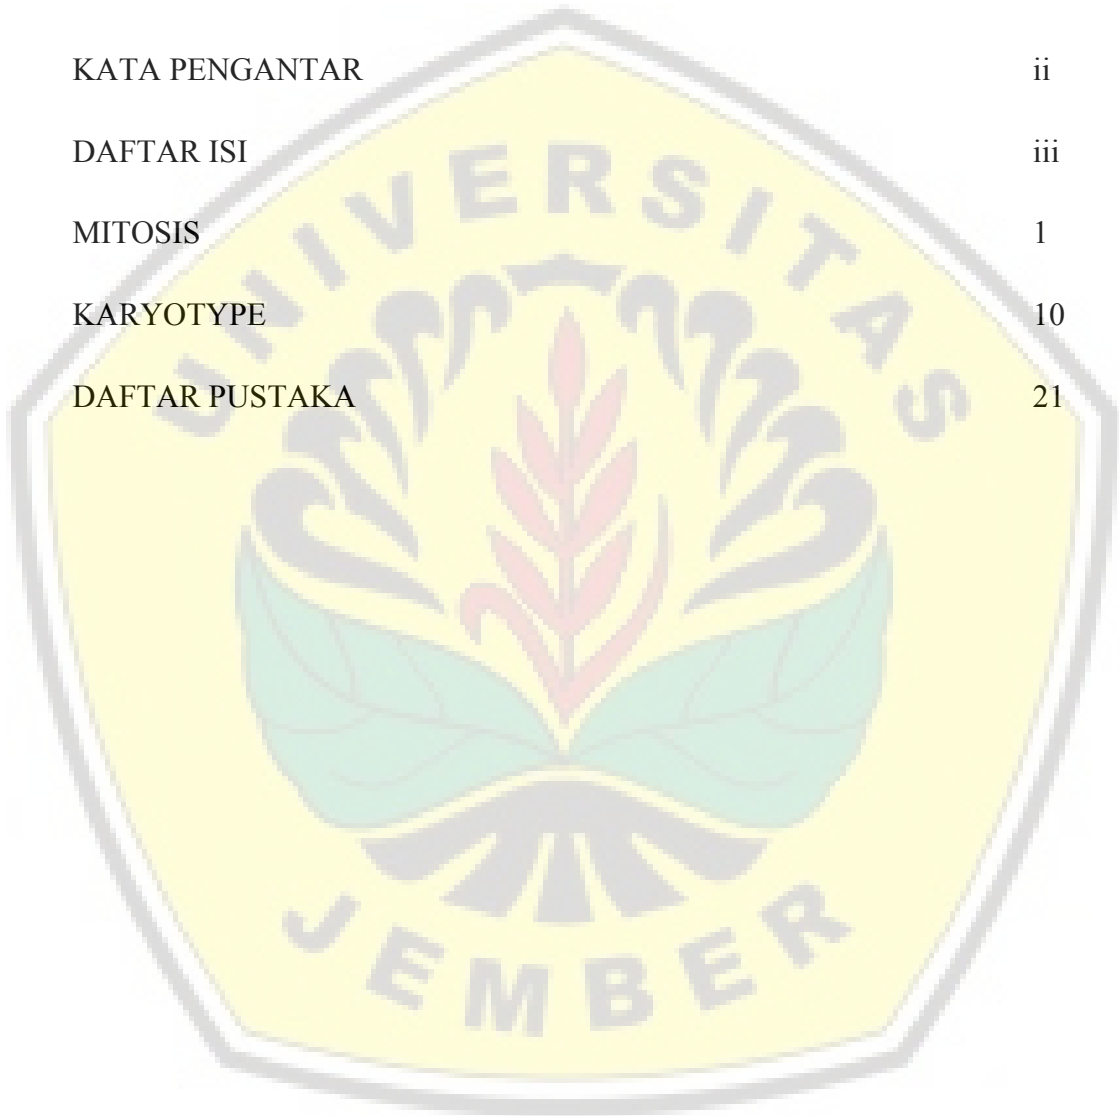 KATA PENGANTAR ii
DAFTAR ISI iii
MITOSIS 1
KARYOTYPE 10
DAFTAR PUSTAKA 21
UNIVERSITAS
JEMBER